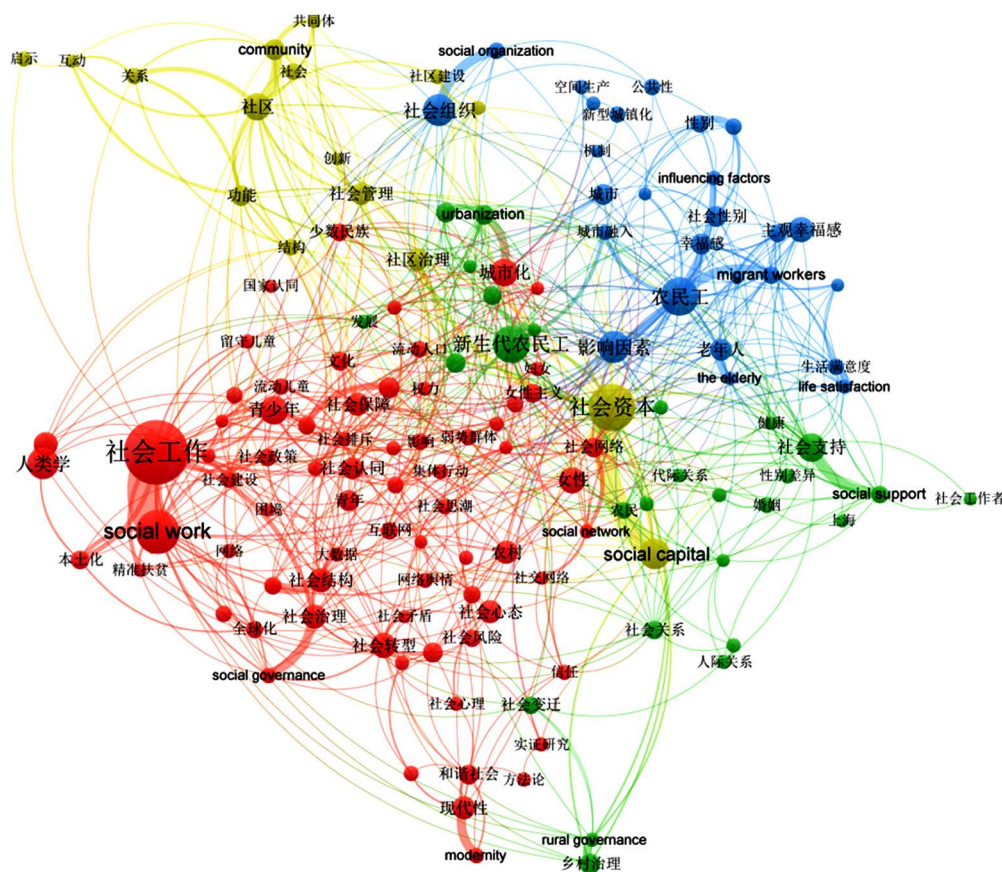 共同体
community
social organization
启示
互动
关系
社会
社区建设
空间生产
公共性
社区
社会组织
新型城镇化
性别
机制
创新
influencing factors
功能
社会管理
城市
社会性别
urbanization
少数民族
城市融入
幸福感
主观幸福感
结构
社区治理
城市化
migrant workers
国家认同
农民工
发展
留守儿童
新生代农民工
影响因素
老年人
文化
流动人口
妇女
生活满意度
the elderly
life satisfaction
流动儿童
权力
女性主义
青少年
社会保障
社会资本
健康
社会工作
社会排斥
影响
弱势群体
社会网络
社会支持
人类学
社会政策
社会认同
集体行动
代际关系
性别差异
社会建设
女性
青年
social support
社会工作者
困境
社会思潮
农民
婚姻
social work
互联网
social network
上海
网络
大数据
农村
social capital
本土化
精准扶贫
社会结构
网络舆情
社交网络
社会治理
社会矛盾
社会心态
全球化
社会转型
社会风险
社会关系
人际关系
social governance
信任
社会心理
社会变迁
实证研究
和谐社会
方法论
现代性
rural governance
modernity
乡村治理